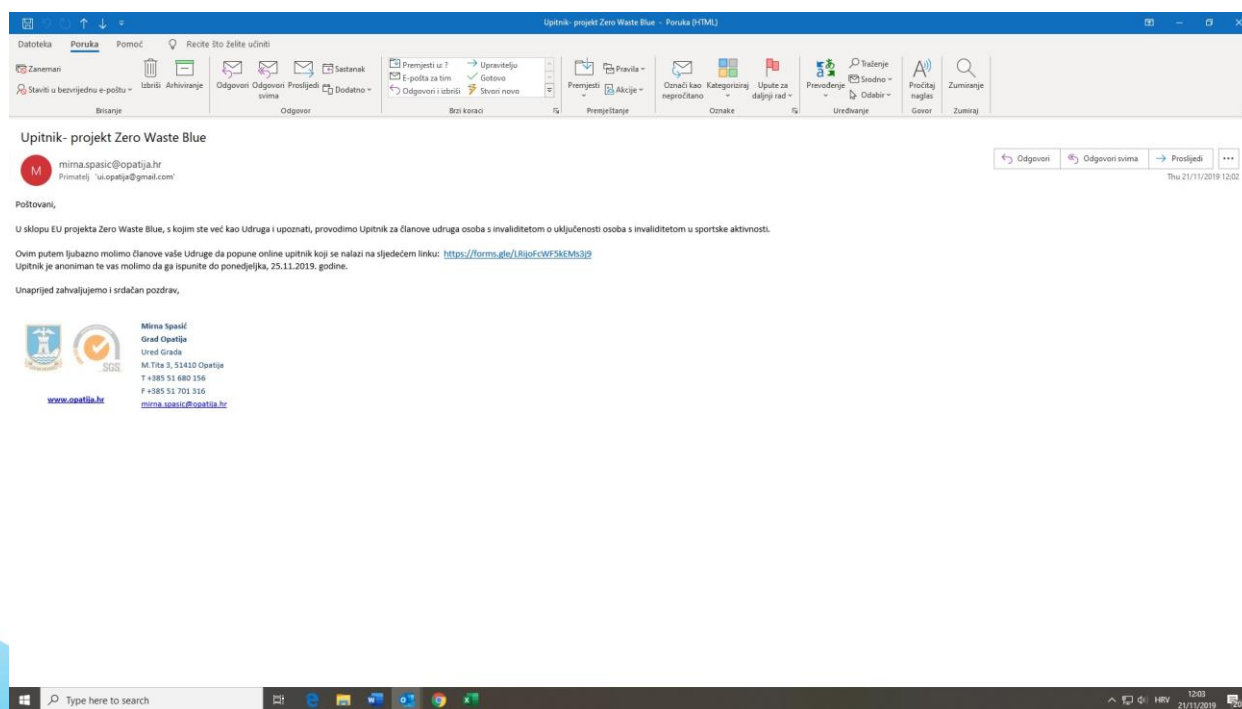 Upitnik- projekt Zero Waste Blue - Poruka (HTML)
Datoteka Poruka Pomoć Recite što želite učiniti
Zanemari
Staviti u bezvrijednu e-poštu
Izbriši Arhiviranje
Brisanje
Odgovori Odgovori svima Proslijedi
Sastanak
Dodatno
Odgovor
Premjesti u: ? Upravitelju
E-pošta za tim Gotovo
Odgovori i izbriši Stvori novo
Brzi koraci
Premjesti
Pravila
Akcije
Premještanje
Označi kao nepročitano Kategoriziraj Upute za daljnji rad
Oznake
Prevođenje
Traženje
Srodno
Odabir
Uređivanje
Pročitaj naglas
Govor
Zumiranje
Zumiraj
Upitnik- projekt Zero Waste Blue
M
mirna.spasic@opatija.hr
Primatelj 'ui.opatija@gmail.com'
Odgovori Odgovori svima Proslijedi
Thu 21/11/2019 12:02
Poštovani,
U sklopu EU projekta Zero Waste Blue, s kojim ste već kao Udruga i upoznati, provodimo Upitnik za članove udruga osoba s invaliditetom o uključenosti osoba s invaliditetom u sportske aktivnosti.
Ovim putem ljubazno molimo članove vaše Udruge da popune online upitnik koji se nalazi na sljedećem linku: https://forms.gle/LRijoFcWF5kEMs3j9
Upitnik je anoniman te vas molimo da ga ispunite do ponedjeljka, 25.11.2019. godine.
Unaprijed zahvaljujemo i srdačan pozdrav,
SGS
www.opatija.hr
Mirna Spasić
Grad Opatija
Ured Grada
M.Tita 3, 51410 Opatija
T +385 51 680 156
F +385 51 701 316
mirna.spasic@opatija.hr
Type here to search
HRV
12:03
21/11/2019
20